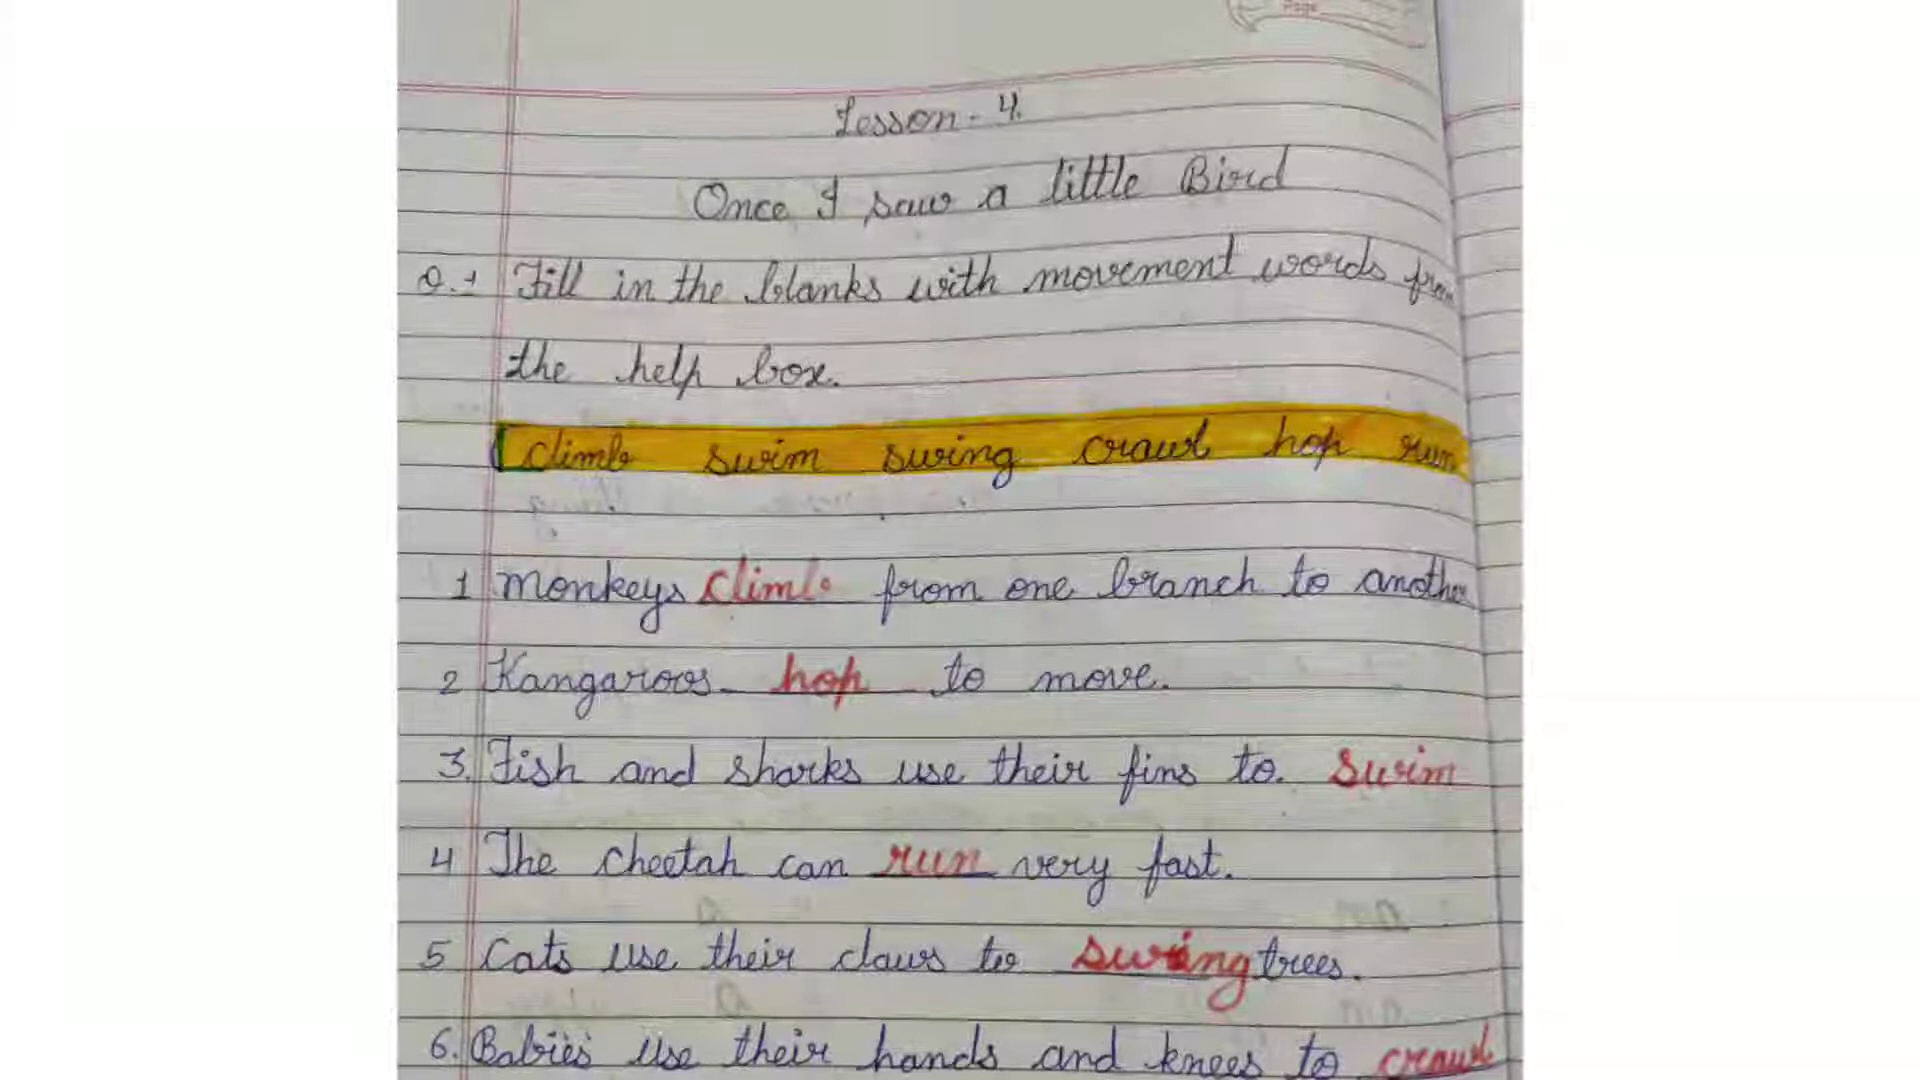 Page
Lesson - 4.
Once I saw a little Bird
Q.1 Fill in the blanks with movement words from
the help box.
climb swim swing crawl hop run
1 Monkeys climb from one branch to another
2 Kangaroos hop to move.
3. Fish and sharks use their fins to. swim
4 The cheetah can run very fast.
5 Cats use their claws to swing trees.
6. Babies use their hands and knees to crawl